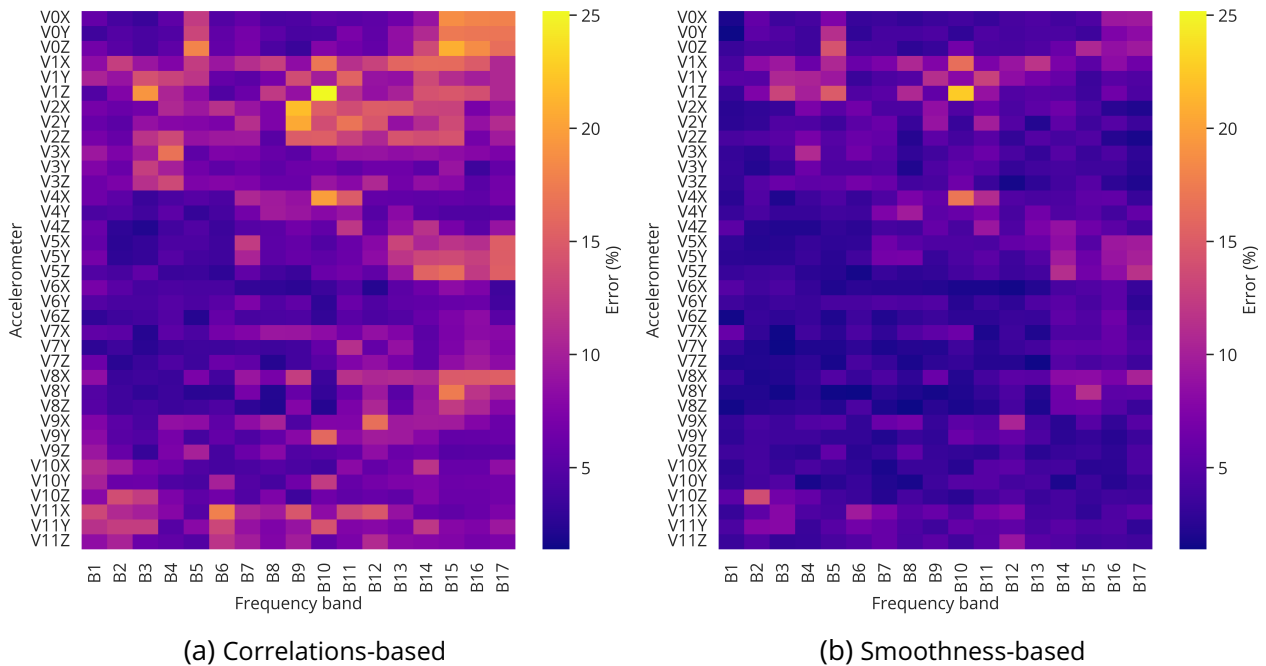 V0X
V0Y
V0Z
V1X
V1Y
V1Z
V2X
V2Y
V2Z
V3X
V3Y
V3Z
V4X
V4Y
V4Z
V5X
V5Y
V5Z
V6X
V6Y
V6Z
V7X
V7Y
V7Z
V8X
V8Y
V8Z
V9X
V9Y
V9Z
V10X
V10Y
V10Z
V11X
V11Y
V11Z
Accelerometer
B1 B2 B3 B4 B5 B6 B7 B8 B9 B10 B11 B12 B13 B14 B15 B16 B17
Frequency band
25
20
15
10
5
Error (%)
(a) Correlations-based
V0X
V0Y
V0Z
V1X
V1Y
V1Z
V2X
V2Y
V2Z
V3X
V3Y
V3Z
V4X
V4Y
V4Z
V5X
V5Y
V5Z
V6X
V6Y
V6Z
V7X
V7Y
V7Z
V8X
V8Y
V8Z
V9X
V9Y
V9Z
V10X
V10Y
V10Z
V11X
V11Y
V11Z
Accelerometer
B1 B2 B3 B4 B5 B6 B7 B8 B9 B10 B11 B12 B13 B14 B15 B16 B17
Frequency band
25
20
15
10
5
Error (%)
(b) Smoothness-based